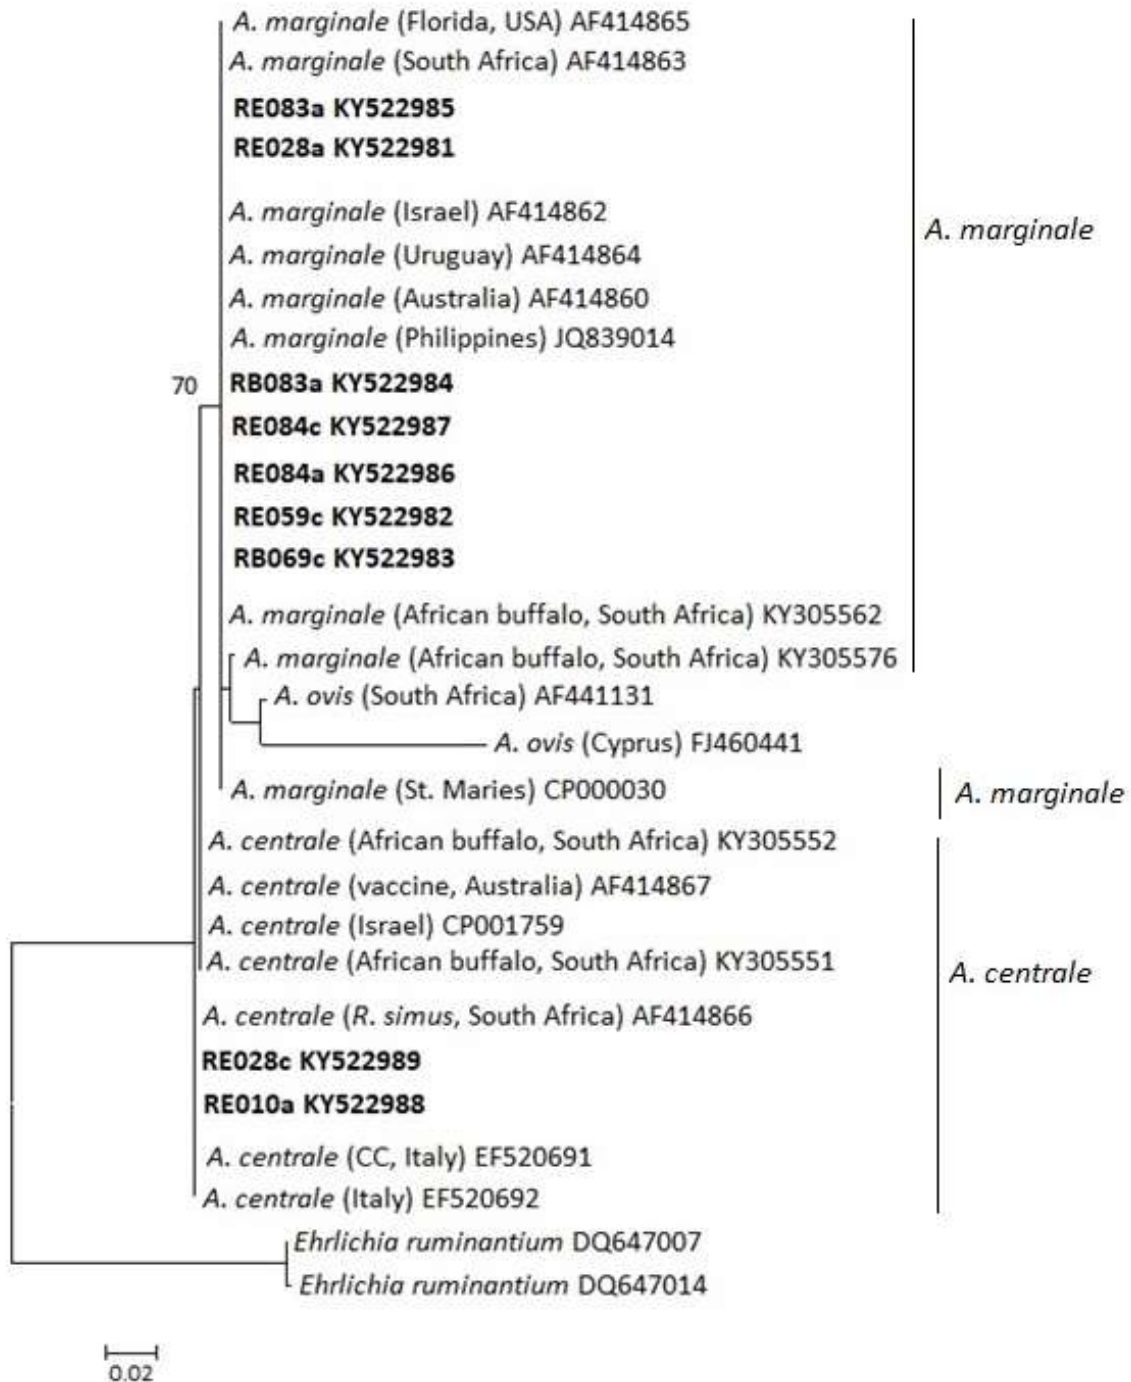 A. marginale (Florida, USA) AF414865
A. marginale (South Africa) AF414863
RE083a KY522985
RE028a KY522981
A. marginale (Israel) AF414862
A. marginale
A. marginale (Uruguay) AF414864
A. marginale (Australia) AF414860
A. marginale (Philippines) JQ839014
70
RB083a KY522984
RE084c KY522987
RE084a KY522986
RE059c KY522982
RB069c KY522983
A. marginale (African buffalo, South Africa) KY305562
A. marginale (African buffalo, South Africa) KY305576
A. ovis (South Africa) AF441131
A. ovis (Cyprus) FJ460441
A. marginale (St. Maries) CP000030
A. marginale
A. centrale (African buffalo, South Africa) KY305552
A. centrale (vaccine, Australia) AF414867
A. centrale (Israel) CP001759
A. centrale (African buffalo, South Africa) KY305551
A. centrale
A. centrale (R. simus, South Africa) AF414866
RE028c KY522989
RE010a KY522988
A. centrale (CC, Italy) EF520691
A. centrale (Italy) EF520692
Ehrlichia ruminantium DQ647007
Ehrlichia ruminantium DQ647014
0.02